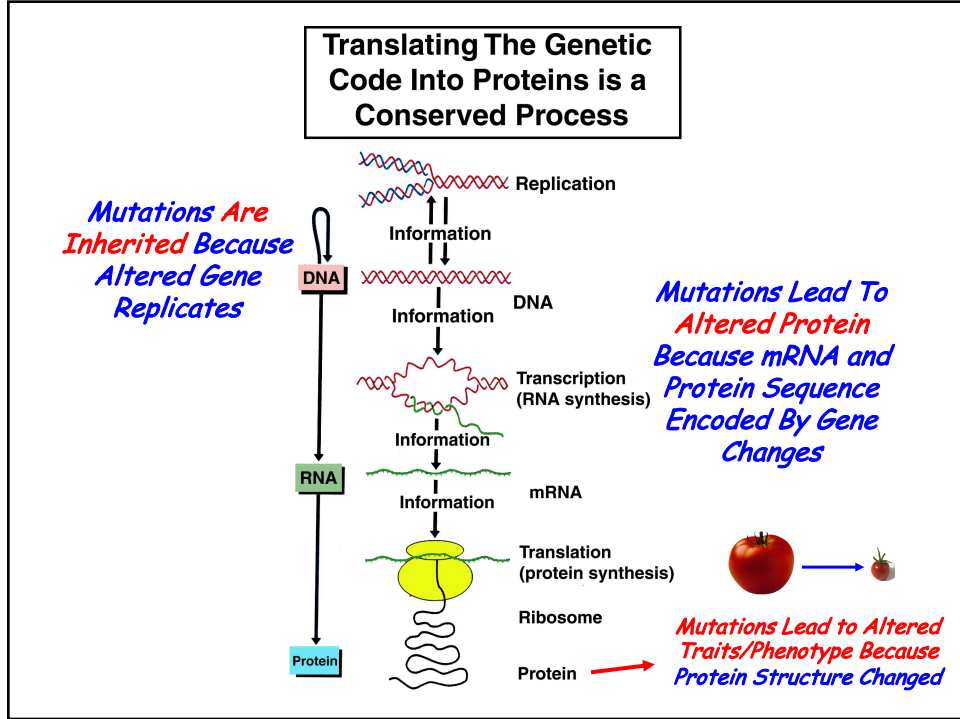 Translating The Genetic
Code Into Proteins is a
Conserved Process
Replication
Mutations Are
Inherited Because
Altered Gene
Replicates
Information
DNA
DNA
Information
Mutations Lead To
Altered Protein
Because mRNA and
Protein Sequence
Encoded By Gene
Changes
Transcription
(RNA synthesis)
Information
RNA
mRNA
Information
Translation
(protein synthesis)
Ribosome
Protein
Protein
Mutations Lead to Altered
Traits/Phenotype Because
Protein Structure Changed